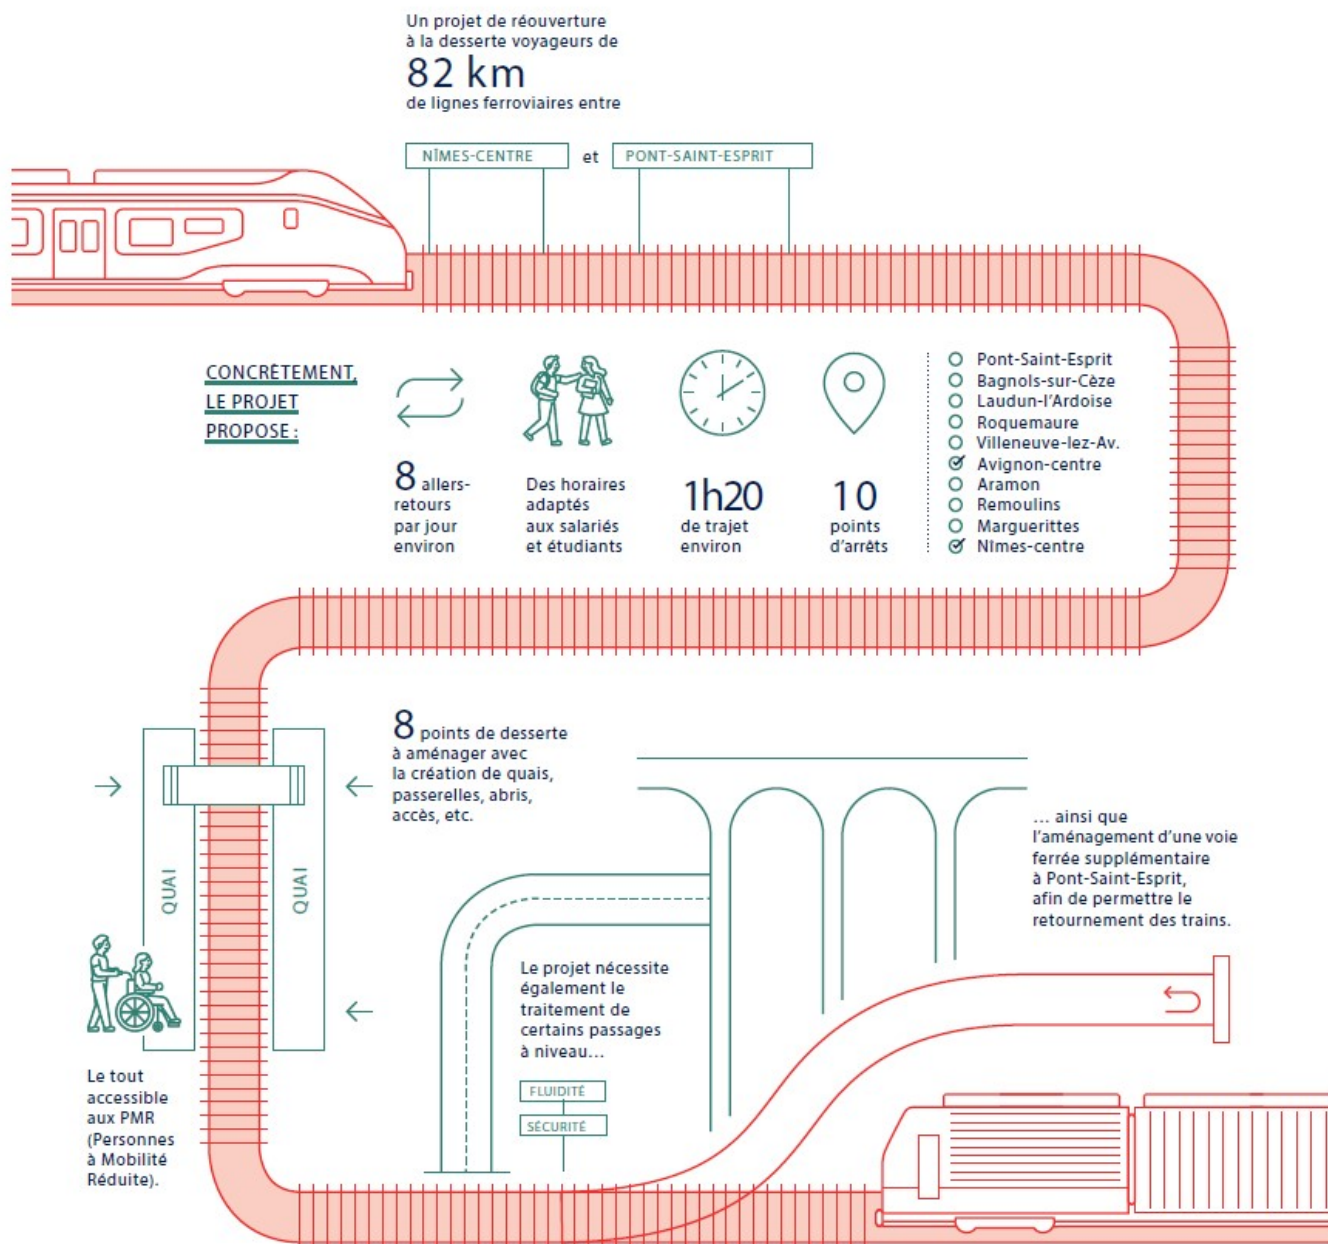 Un projet de réouverture
à la desserte voyageurs de
82 km
de lignes ferroviaires entre
NÎMES-CENTRE et PONT-SAINT-ESPRIT
CONCRÈTEMENT,
LE PROJET
PROPOSE :
8 allers-
retours
par jour
environ
Des horaires
adaptés
aux salariés
et étudiants
1h20
de trajet
environ
10
points
d'arrêts
Pont-Saint-Esprit
Bagnols-sur-Cèze
Laudun-l'Ardoise
Roquemaure
Villeneuve-lez-Av.
Avignon-centre
Aramon
Remoulins
Marguerittes
Nîmes-centre
8 points de desserte
à aménager avec
la création de quais,
passerelles, abris,
accès, etc.
QUAI
QUAI
Le tout
accessible
aux PMR
(Personnes
à Mobilité
Réduite).
Le projet nécessite
également le
traitement de
certains passages
à niveau...
FLUIDITÉ
SÉCURITÉ
... ainsi que
l'aménagement d'une voie
ferrée supplémentaire
à Pont-Saint-Esprit,
afin de permettre le
retournement des trains.